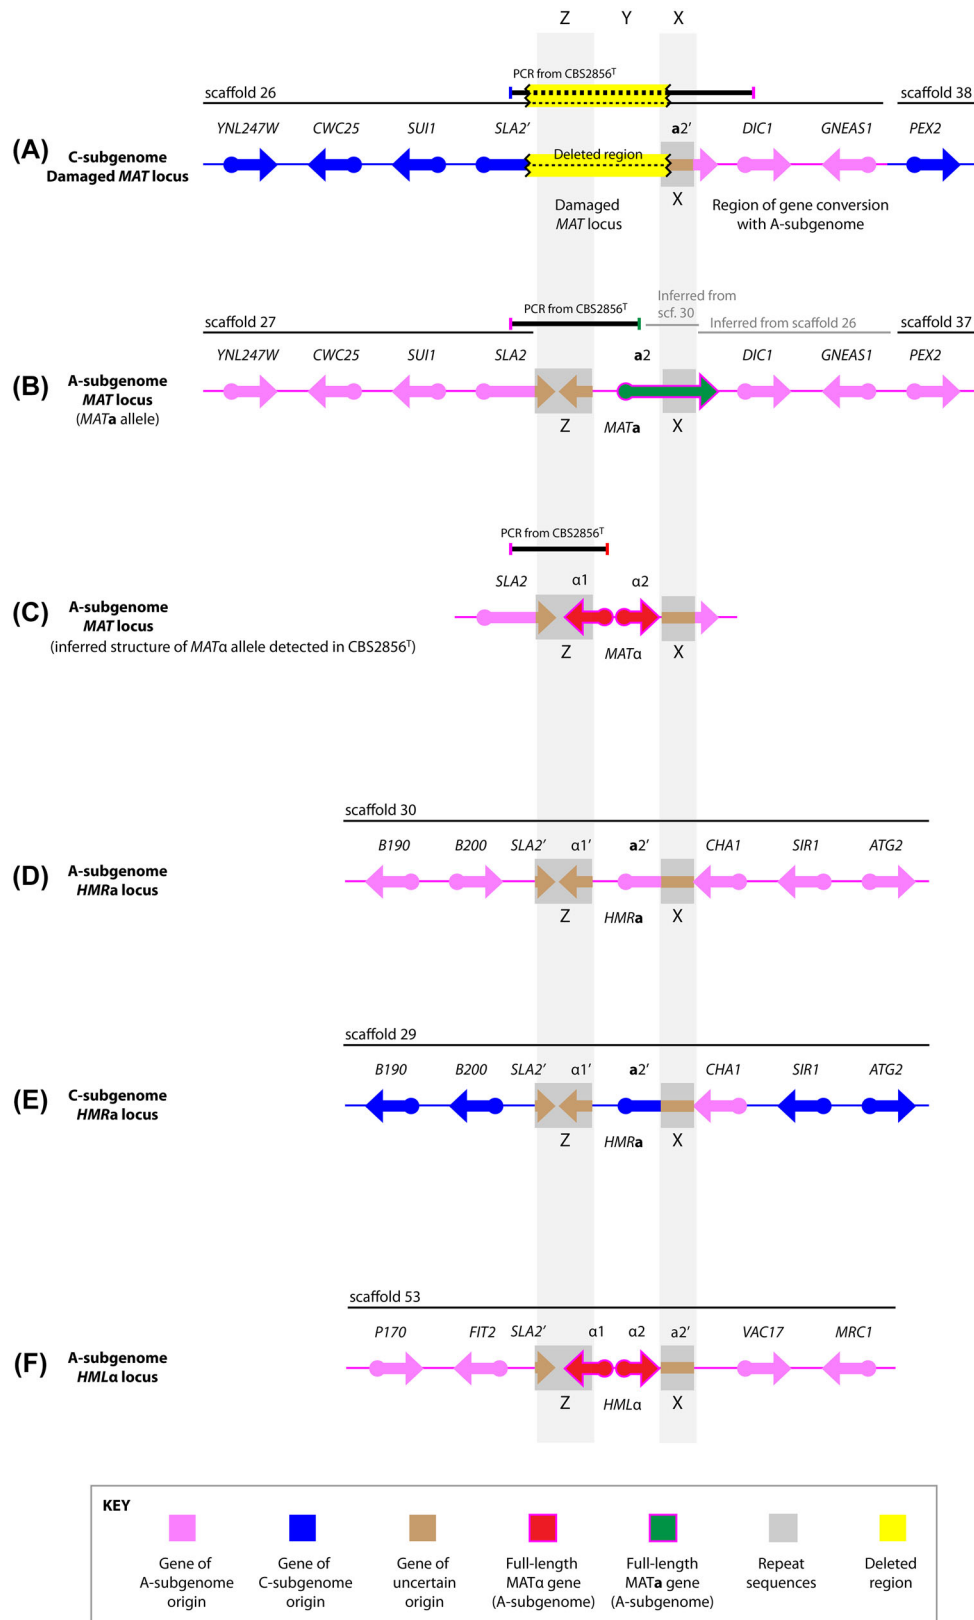 Z Y X
PCR from CBS2856T
scaffold 26 scaffold 38
YNL247W CWC25 SUI1 SLA2' a2' DIC1 GNEAS1 PEX2
(A) C-subgenome
Damaged MAT locus
Deleted region
Damaged
MAT locus
X
Region of gene conversion
with A-subgenome
PCR from CBS2856T
Inferred from
scf. 30
Inferred from scaffold 26
scaffold 27 scaffold 37
YNL247W CWC25 SUI1 SLA2 a2 DIC1 GNEAS1 PEX2
(B) A-subgenome
MAT locus
(MATa allele)
Z MATa X
PCR from CBS2856T
SLA2 α1 α2
(C) A-subgenome
MAT locus
(inferred structure of MATα allele detected in CBS2856T)
Z MATα X
scaffold 30
B190 B200 SLA2' α1' a2' CHA1 SIR1 ATG2
(D) A-subgenome
HMRa locus
Z HMRa X
scaffold 29
B190 B200 SLA2' α1' a2' CHA1 SIR1 ATG2
(E) C-subgenome
HMRa locus
Z HMRa X
scaffold 53
P170 FIT2 SLA2' α1 α2 a2' VAC17 MRC1
(F) A-subgenome
HMLα locus
Z HMLα X
KEY
Gene of
A-subgenome
origin
Gene of
C-subgenome
origin
Gene of
uncertain
origin
Full-length
MATα gene
(A-subgenome)
Full-length
MATa gene
(A-subgenome)
Repeat
sequences
Deleted
region